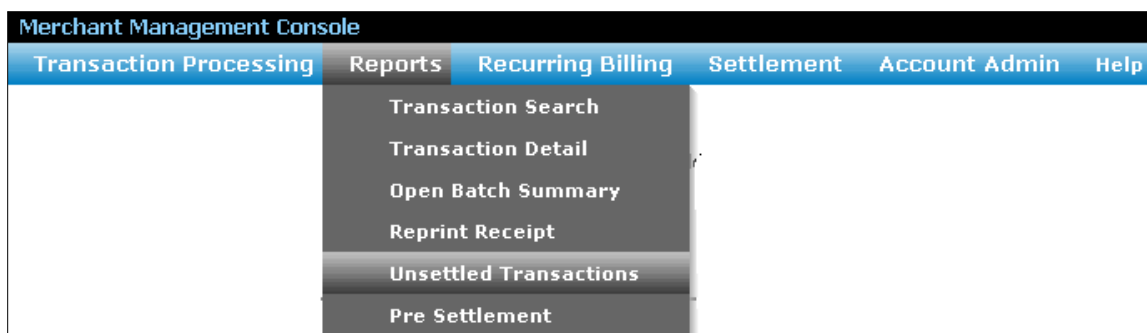 Merchant Management Console
Transaction Processing Reports Recurring Billing Settlement Account Admin Help
Transaction Search
Transaction Detail
Open Batch Summary
Reprint Receipt
Unsettled Transactions
Pre Settlement